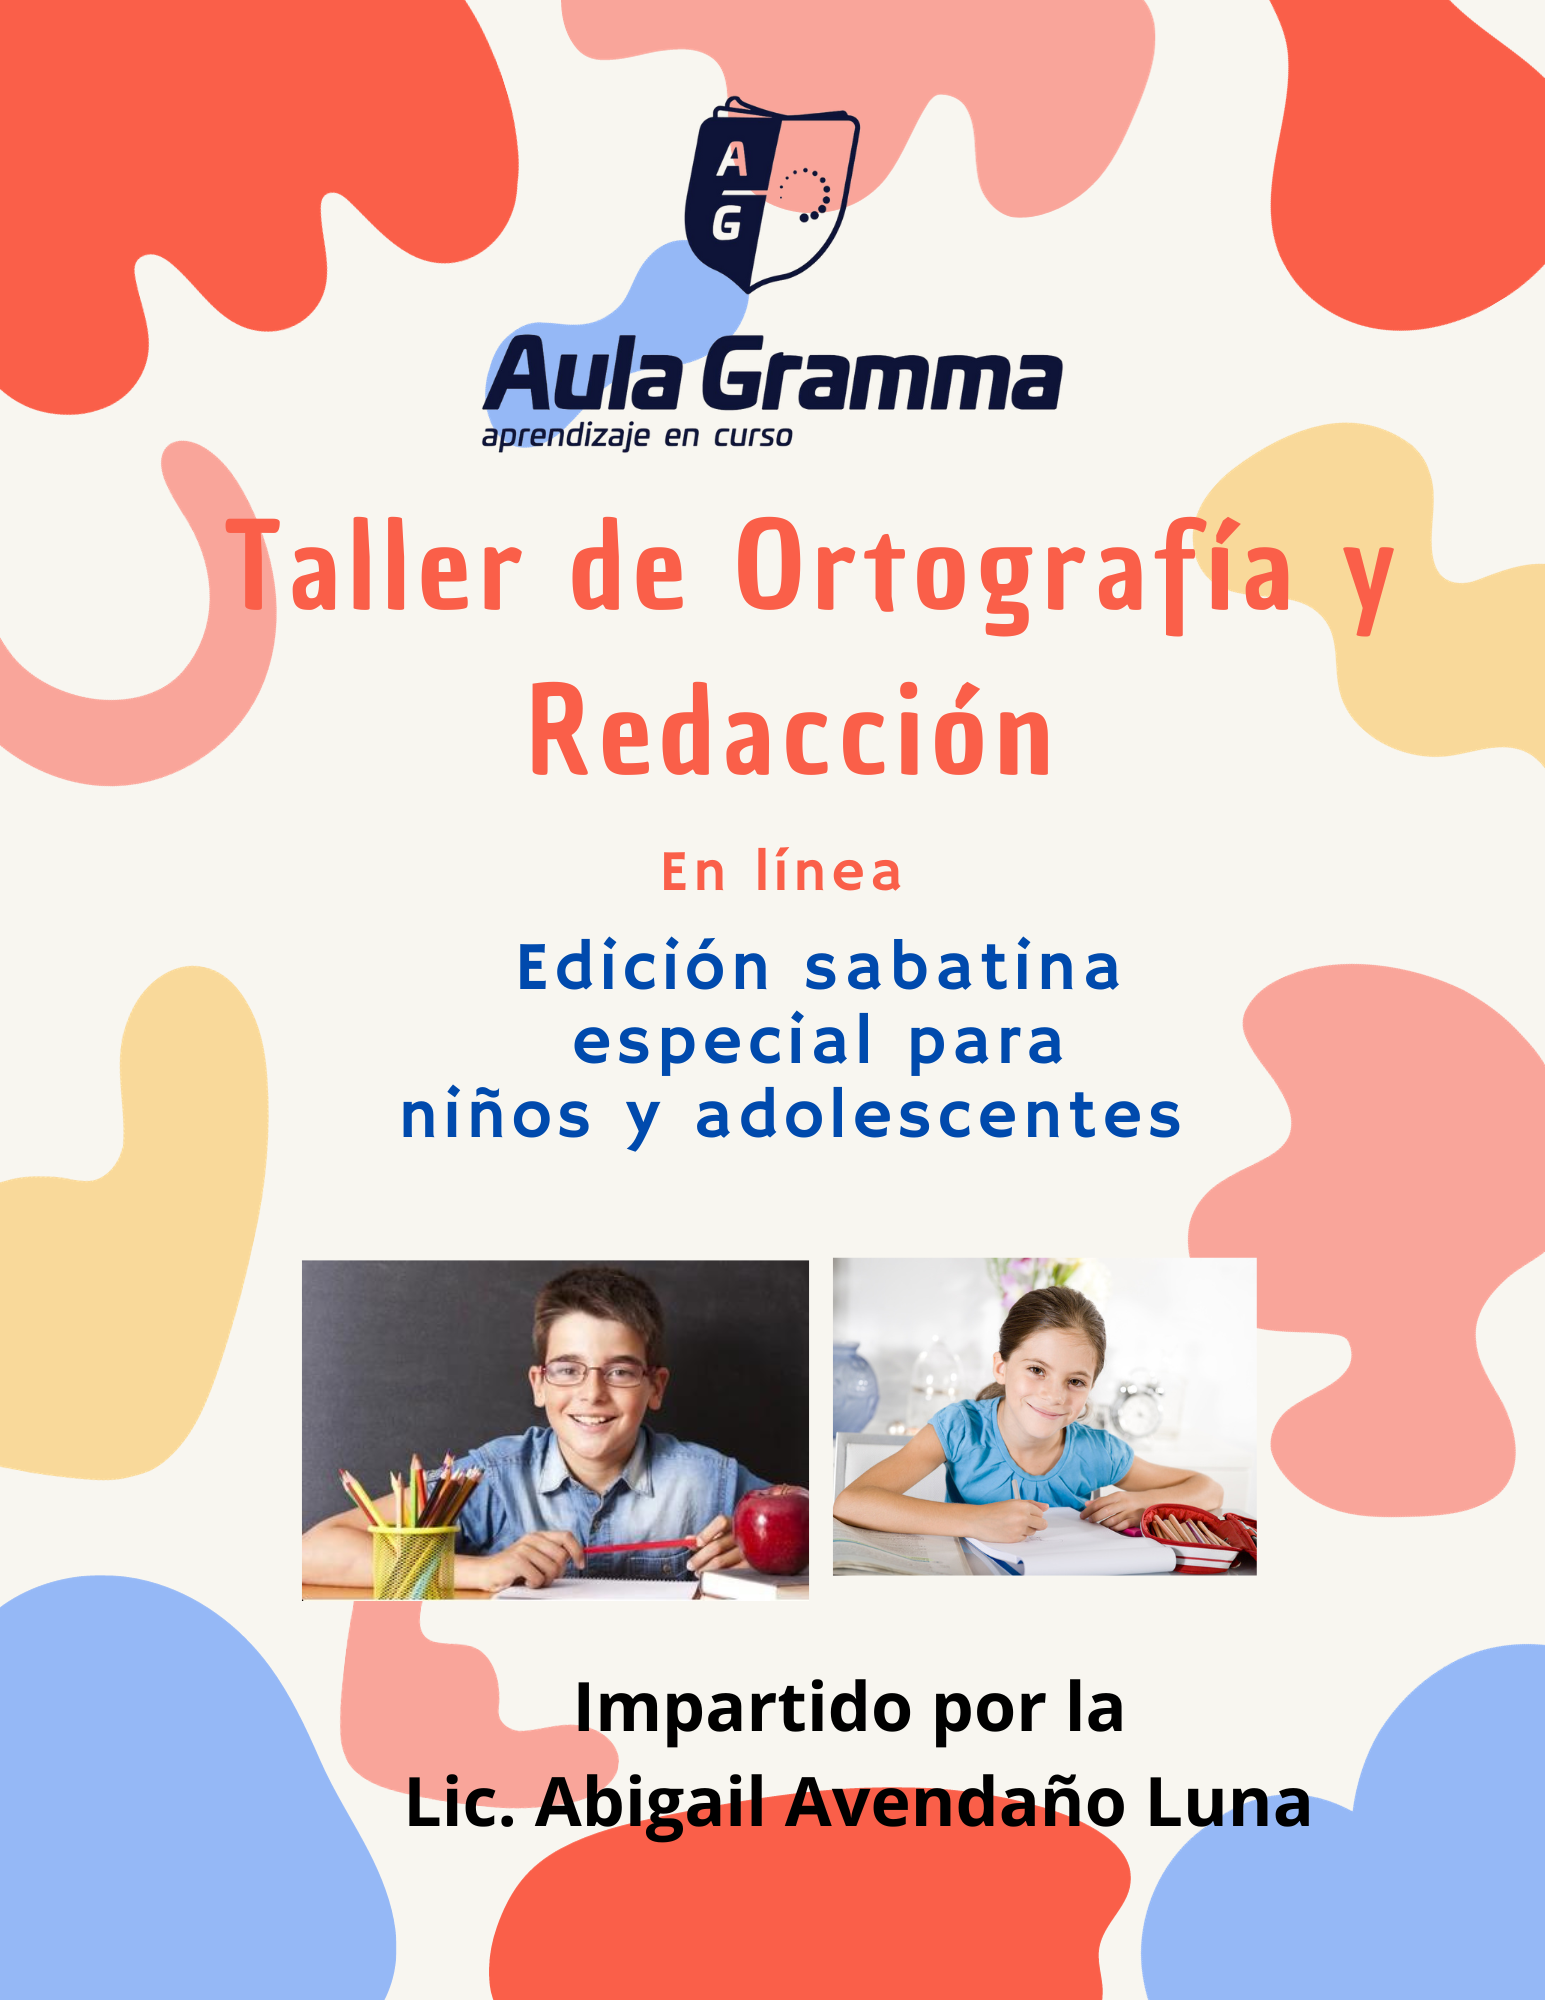 A
G
Aula Gramma
aprendizaje en curso
Taller de Ortografía y
Redacción
En línea
Edición sabatina
especial para
niños y adolescentes
Impartido por la
Lic. Abigail Avendaño Luna